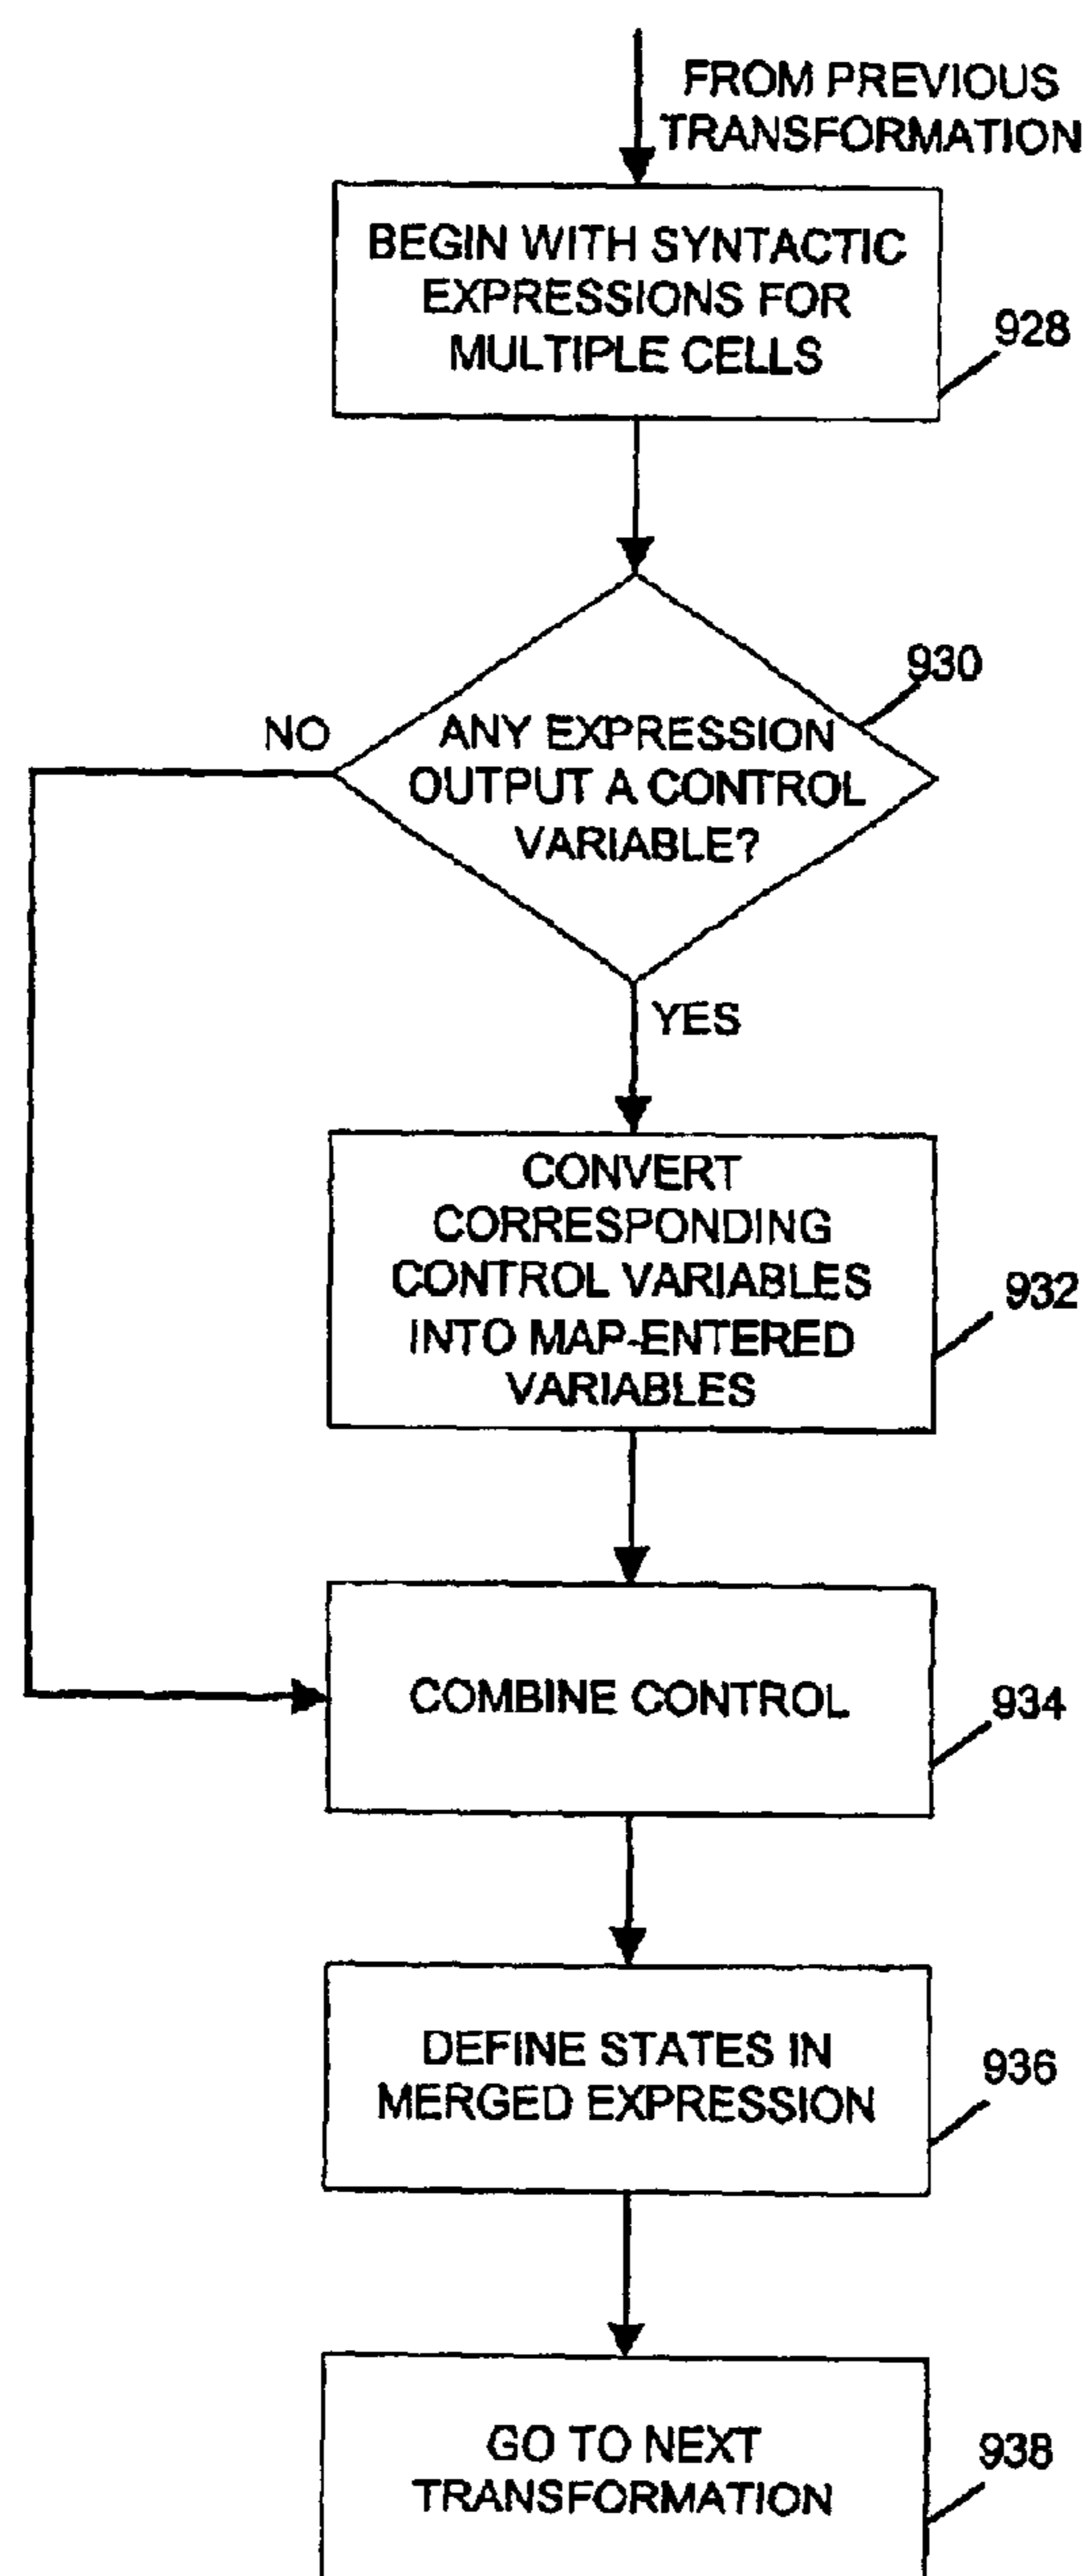 FROM PREVIOUS
TRANSFORMATION
BEGIN WITH SYNTACTIC
EXPRESSIONS FOR
MULTIPLE CELLS
928
930
NO
ANY EXPRESSION
OUTPUT A CONTROL
VARIABLE?
YES
CONVERT
CORRESPONDING
CONTROL VARIABLES
INTO MAP-ENTERED
VARIABLES
932
COMBINE CONTROL
934
DEFINE STATES IN
MERGED EXPRESSION
936
GO TO NEXT
TRANSFORMATION
938